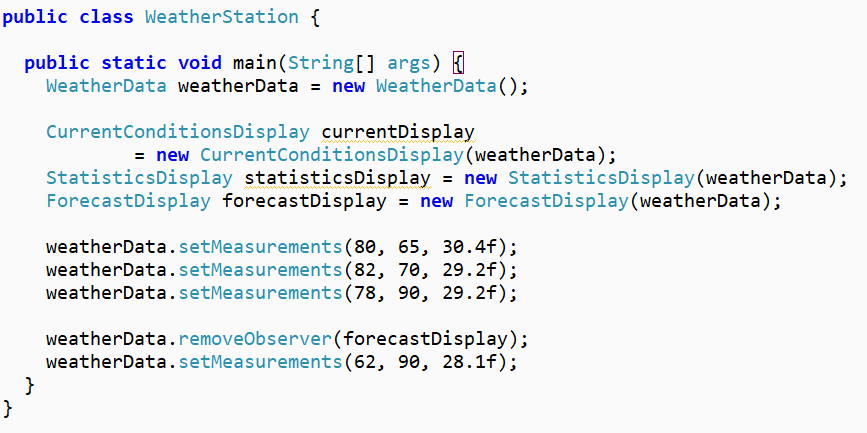 public class WeatherStation {
public static void main(String[] args) {
WeatherData weatherData = new WeatherData();
CurrentConditionsDisplay currentDisplay
= new CurrentConditionsDisplay(weatherData);
StatisticsDisplay statisticsDisplay = new StatisticsDisplay(weatherData);
ForecastDisplay forecastDisplay = new ForecastDisplay(weatherData);
weatherData.setMeasurements(80, 65, 30.4f);
weatherData.setMeasurements(82, 70, 29.2f);
weatherData.setMeasurements(78, 90, 29.2f);
weatherData.removeObserver(forecastDisplay);
weatherData.setMeasurements(62, 90, 28.1f);
}
}